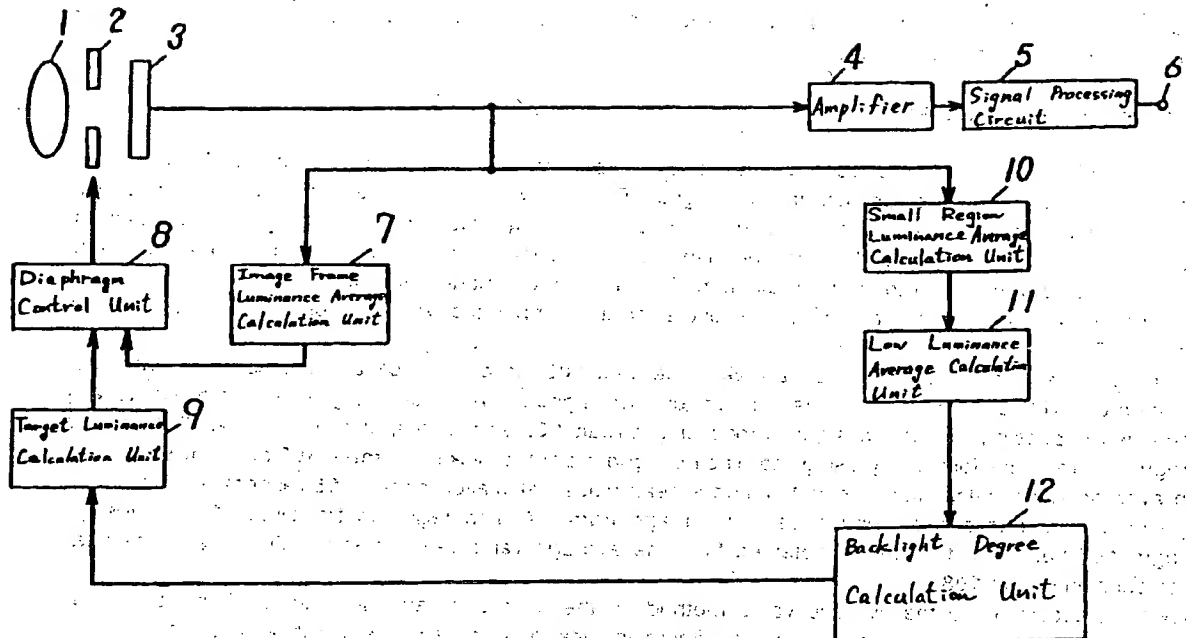 1
2
3
4
Amplifier
5
Signal Processing
Circuit
6
7
Image Frame
Luminance Average
Calculation Unit
8
Diaphragm
Control Unit
9
Target Luminance
Calculation Unit
10
Small Region
Luminance Average
Calculation Unit
11
Low Luminance
Average Calculation
Unit
12
Backlight Degree
Calculation Unit